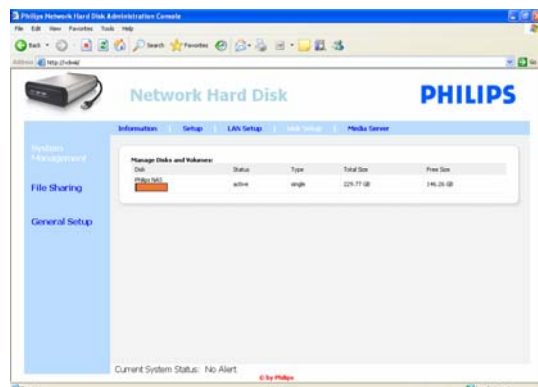 Philips Network Hard Disk Administration Console
File Edit View Favorites Tools Help
Back Search Favorites
Address Go
Network Hard Disk
PHILIPS
Information Setup LAN Setup Disk Setup Media Server
System
Management
File Sharing
General Setup
Manage Disks and Volumes:
Disk Status Type Total Size Free Size
Philips NAS active single 229.77 GB 146.26 GB
Current System Status: No Alert
© by Philips